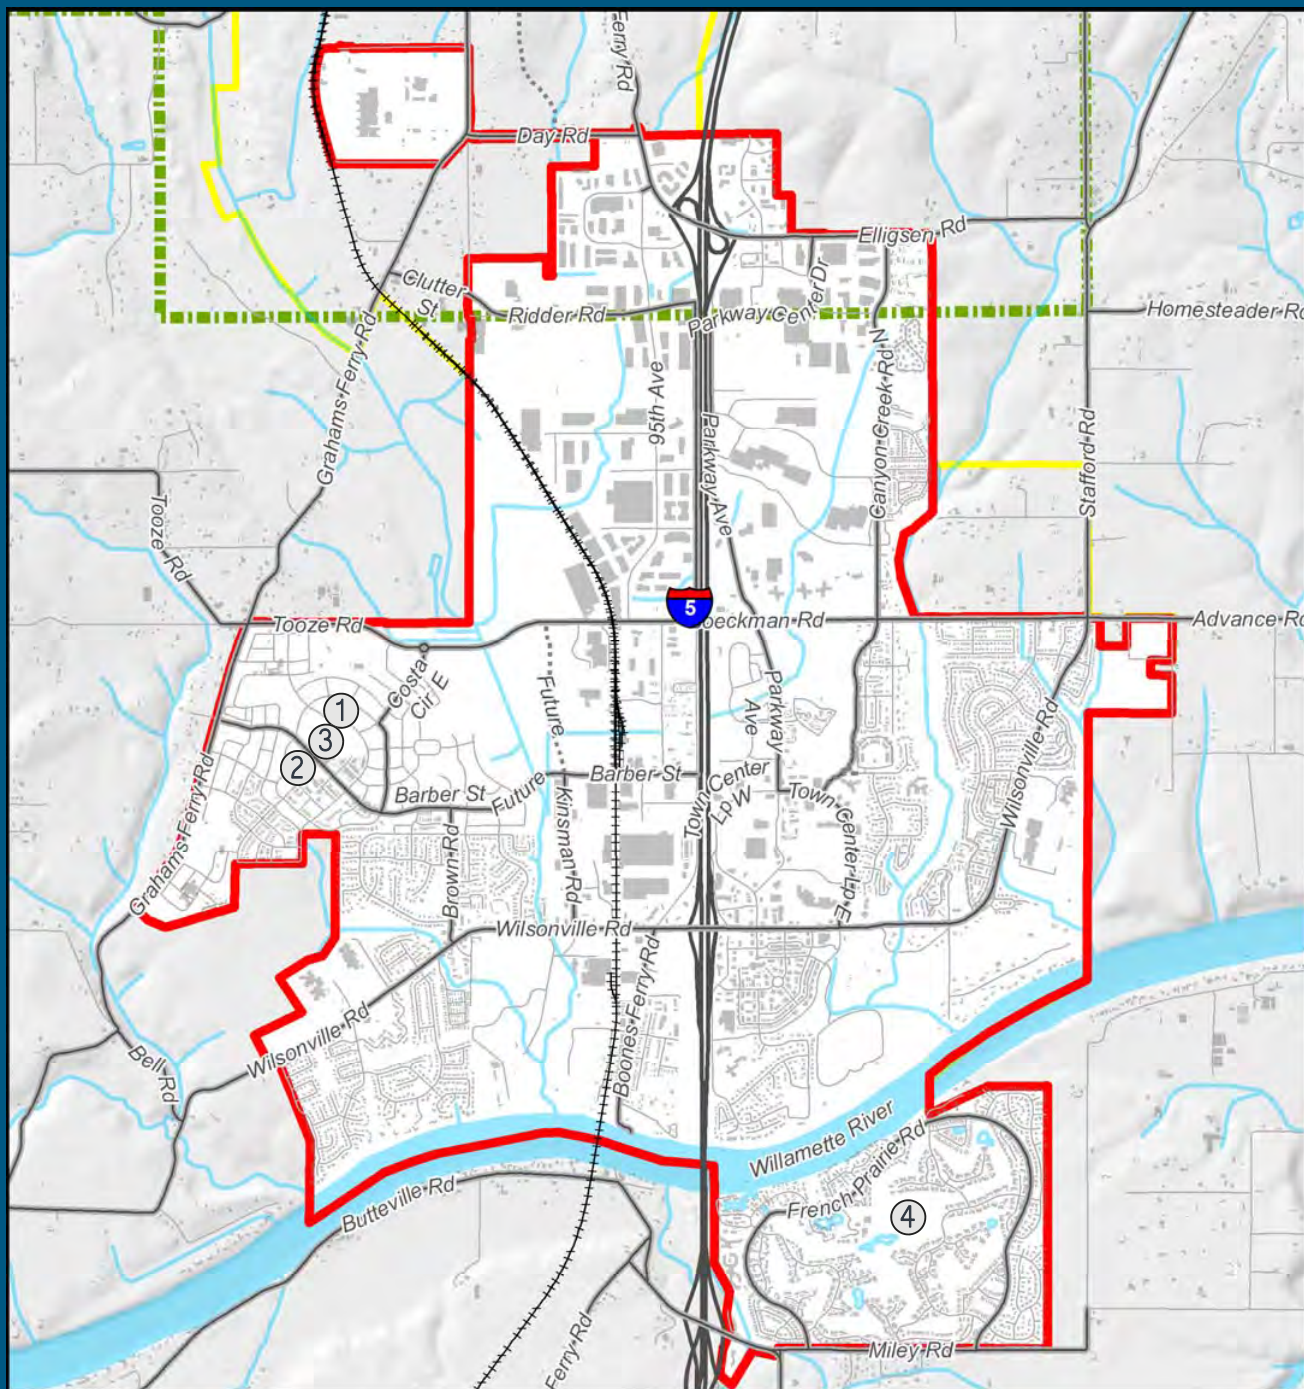 Ferry Rd
Day Rd
Elligsen Rd
Clutter
St
Ridder Rd
Parkway Center Dr
Homesteader Rd
Grahams Ferry Rd
95th Ave
Parkway Ave
N
Canyon Creek Rd
Stafford Rd
Tooze Rd
5
Tooze Rd
oeckman Rd
Advance Rd
Costa
Cir E
1
3
2
Future
Parkway
Ave
Wilsonville Rd
Grahams Ferry Rd
Barber St
Future
Barber St
Town Center
Lp W
Town Center Lp E
Kinsman Rd
Brown Rd
Wilsonville Rd
Boones Ferry Rd
Wilsonville Rd
Bell Rd
Willamette River
French Prairie Rd
Butteville Rd
4
Ferry Rd
Miley Rd